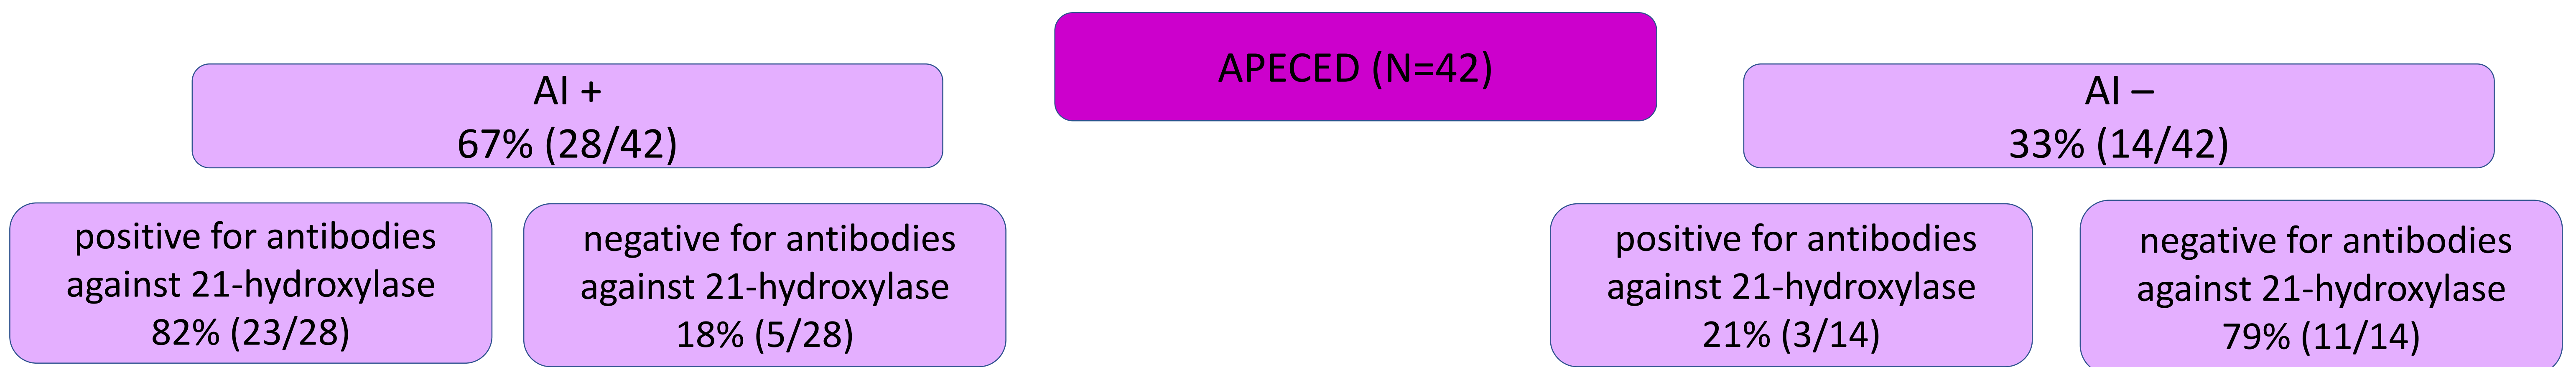 APECED (N=42)
AI +
67% (28/42)
AI –
33% (14/42)
positive for antibodies
against 21-hydroxylase
82% (23/28)
negative for antibodies
against 21-hydroxylase
18% (5/28)
positive for antibodies
against 21-hydroxylase
21% (3/14)
negative for antibodies
against 21-hydroxylase
79% (11/14)